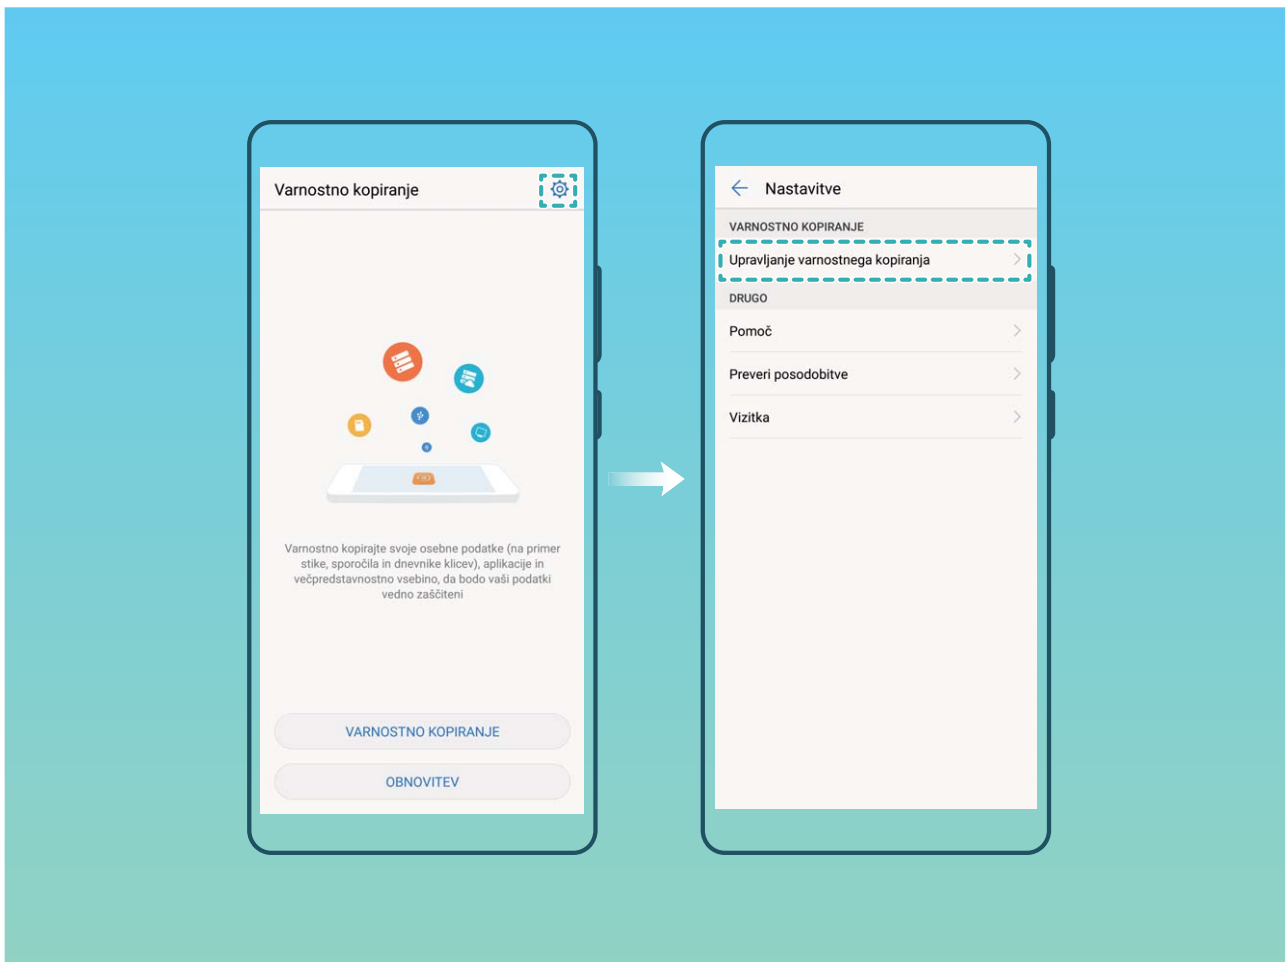 Varnostno kopiranje
Varnostno kopirajte svoje osebne podatke (na primer
stike, sporočila in dnevnike klicev), aplikacije in
večpredstavnostno vsebino, da bodo vaši podatki
vedno zaščiteni
VARNOSTNO KOPIRANJE
OBNOVITEV
Nastavitve
VARNOSTNO KOPIRANJE
Upravljanje varnostnega kopiranja
DRUGO
Pomoč
Preveri posodobitve
Vizitka